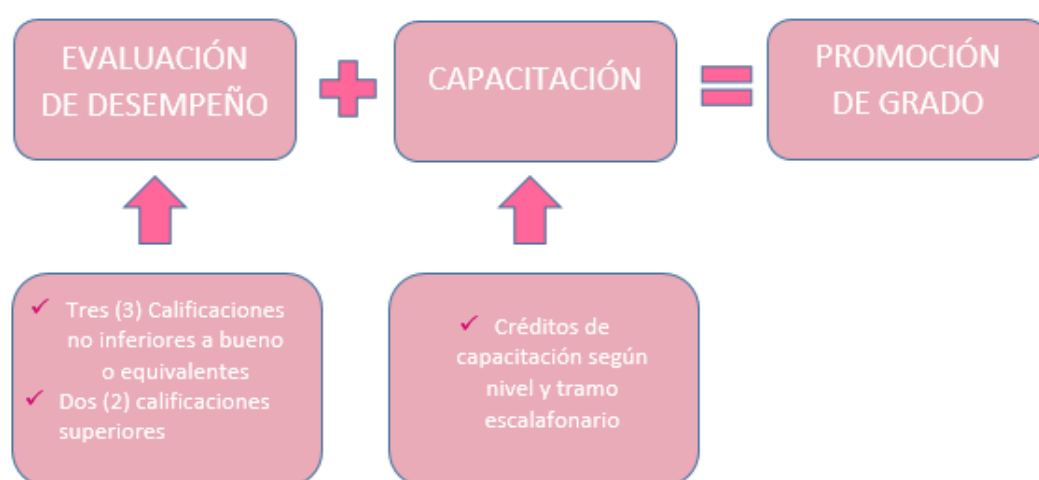 EVALUACIÓN
DE DESEMPEÑO
CAPACITACIÓN
PROMOCIÓN
DE GRADO
Tres (3) Calificaciones
no inferiores a bueno
o equivalentes
Dos (2) calificaciones
superiores
Créditos de
capacitación según
nivel y tramo
escalafonario